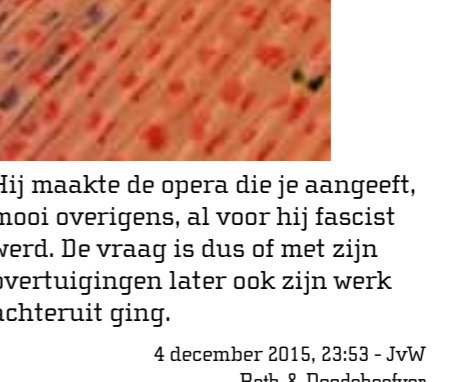 Hij maakte de opera die je aangeeft,
mooi overigens, al voor hij fascist
werd. De vraag is dus of met zijn
overtuigingen later ook zijn werk
achteruit ging.
4 december 2015, 23:53 - JvW